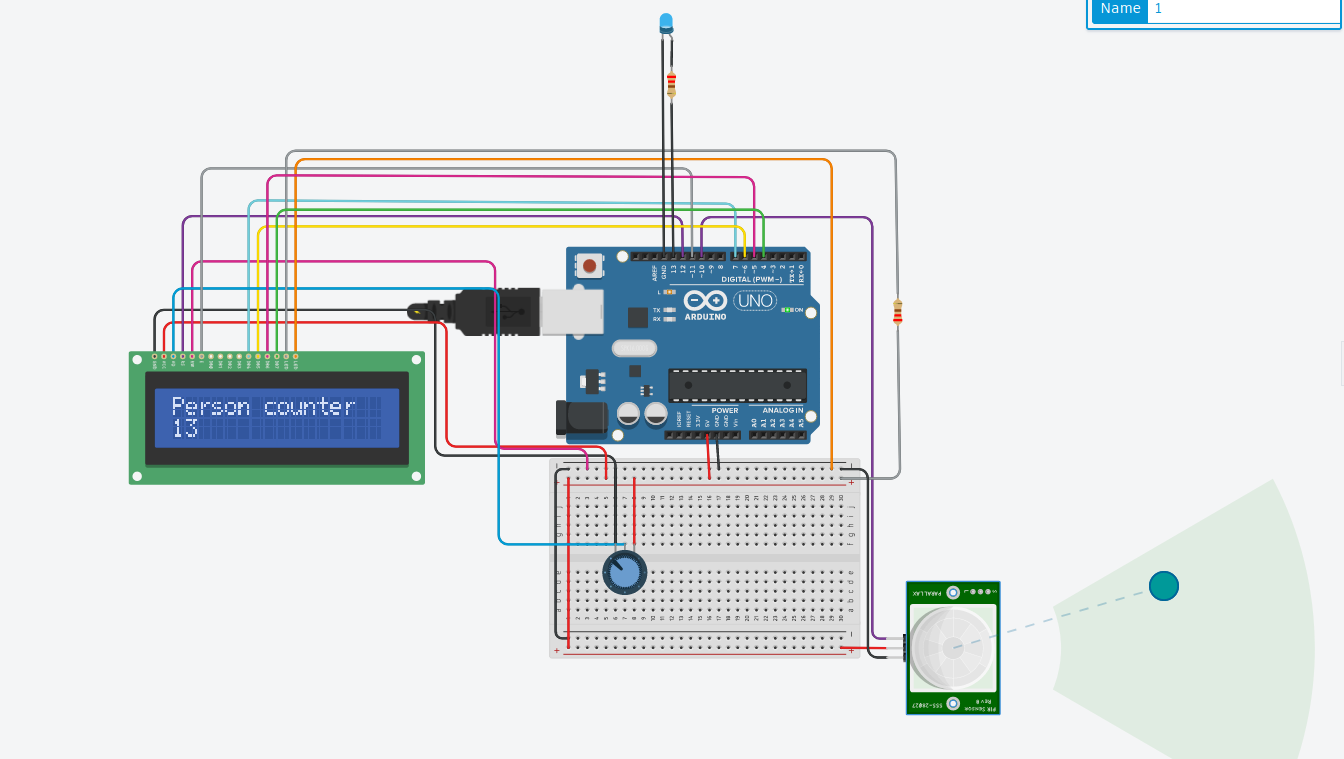 Name 1
AREF
GND
13
12
~11
~10
~9
8
7
~6
~5
4
~3
2
TX→1
RX←0
DIGITAL (PWM~)
L
TX
RX
UNO
ARDUINO
ON
Person counter
13
POWER
ANALOG IN
IOREF
RESET
3.3V
5V
GND
GND
Vin
A0
A1
A2
A3
A4
A5
PARALLAX
PIR Sensor
Rev B
555-28027